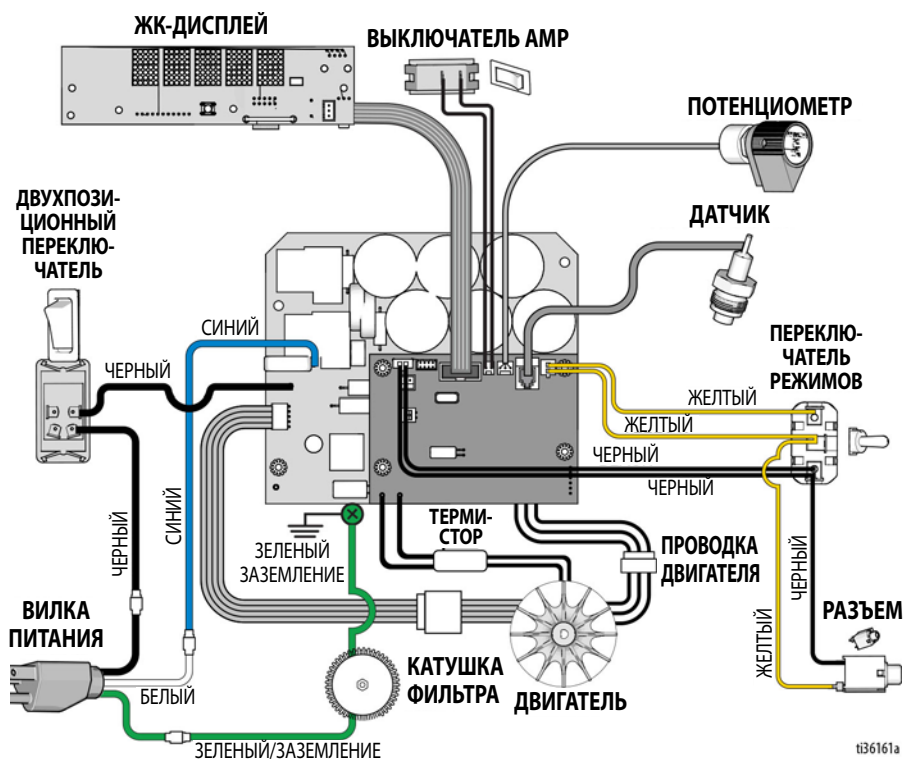 ЖК-ДИСПЛЕЙ
ВЫКЛЮЧАТЕЛЬ AMP
ПОТЕНЦИОМЕТР
ДАТЧИК
ДВУХПОЗИ-
ЦИОННЫЙ
ПЕРЕКЛЮ-
ЧАТЕЛЬ
СИНИЙ
ЧЕРНЫЙ
ПЕРЕКЛЮ-
ЧАТЕЛЬ
РЕЖИМОВ
ЖЕЛТЫЙ
ЖЕЛТЫЙ
ЧЕРНЫЙ
ЧЕРНЫЙ
ЧЕРНЫЙ
СИНИЙ
ЗЕЛЕНЫЙ
ЗАЗЕМЛЕНИЕ
ТЕРМИ-
СТОР
ПРОВОДКА
ДВИГАТЕЛЯ
ЧЕРНЫЙ
ЖЕЛТЫЙ
РАЗЪЕМ
ВИЛКА
ПИТАНИЯ
БЕЛЫЙ
КАТУШКА
ФИЛЬТРА
ДВИГАТЕЛЬ
ЗЕЛЕНЫЙ/ЗАЗЕМЛЕНИЕ
ti36161a